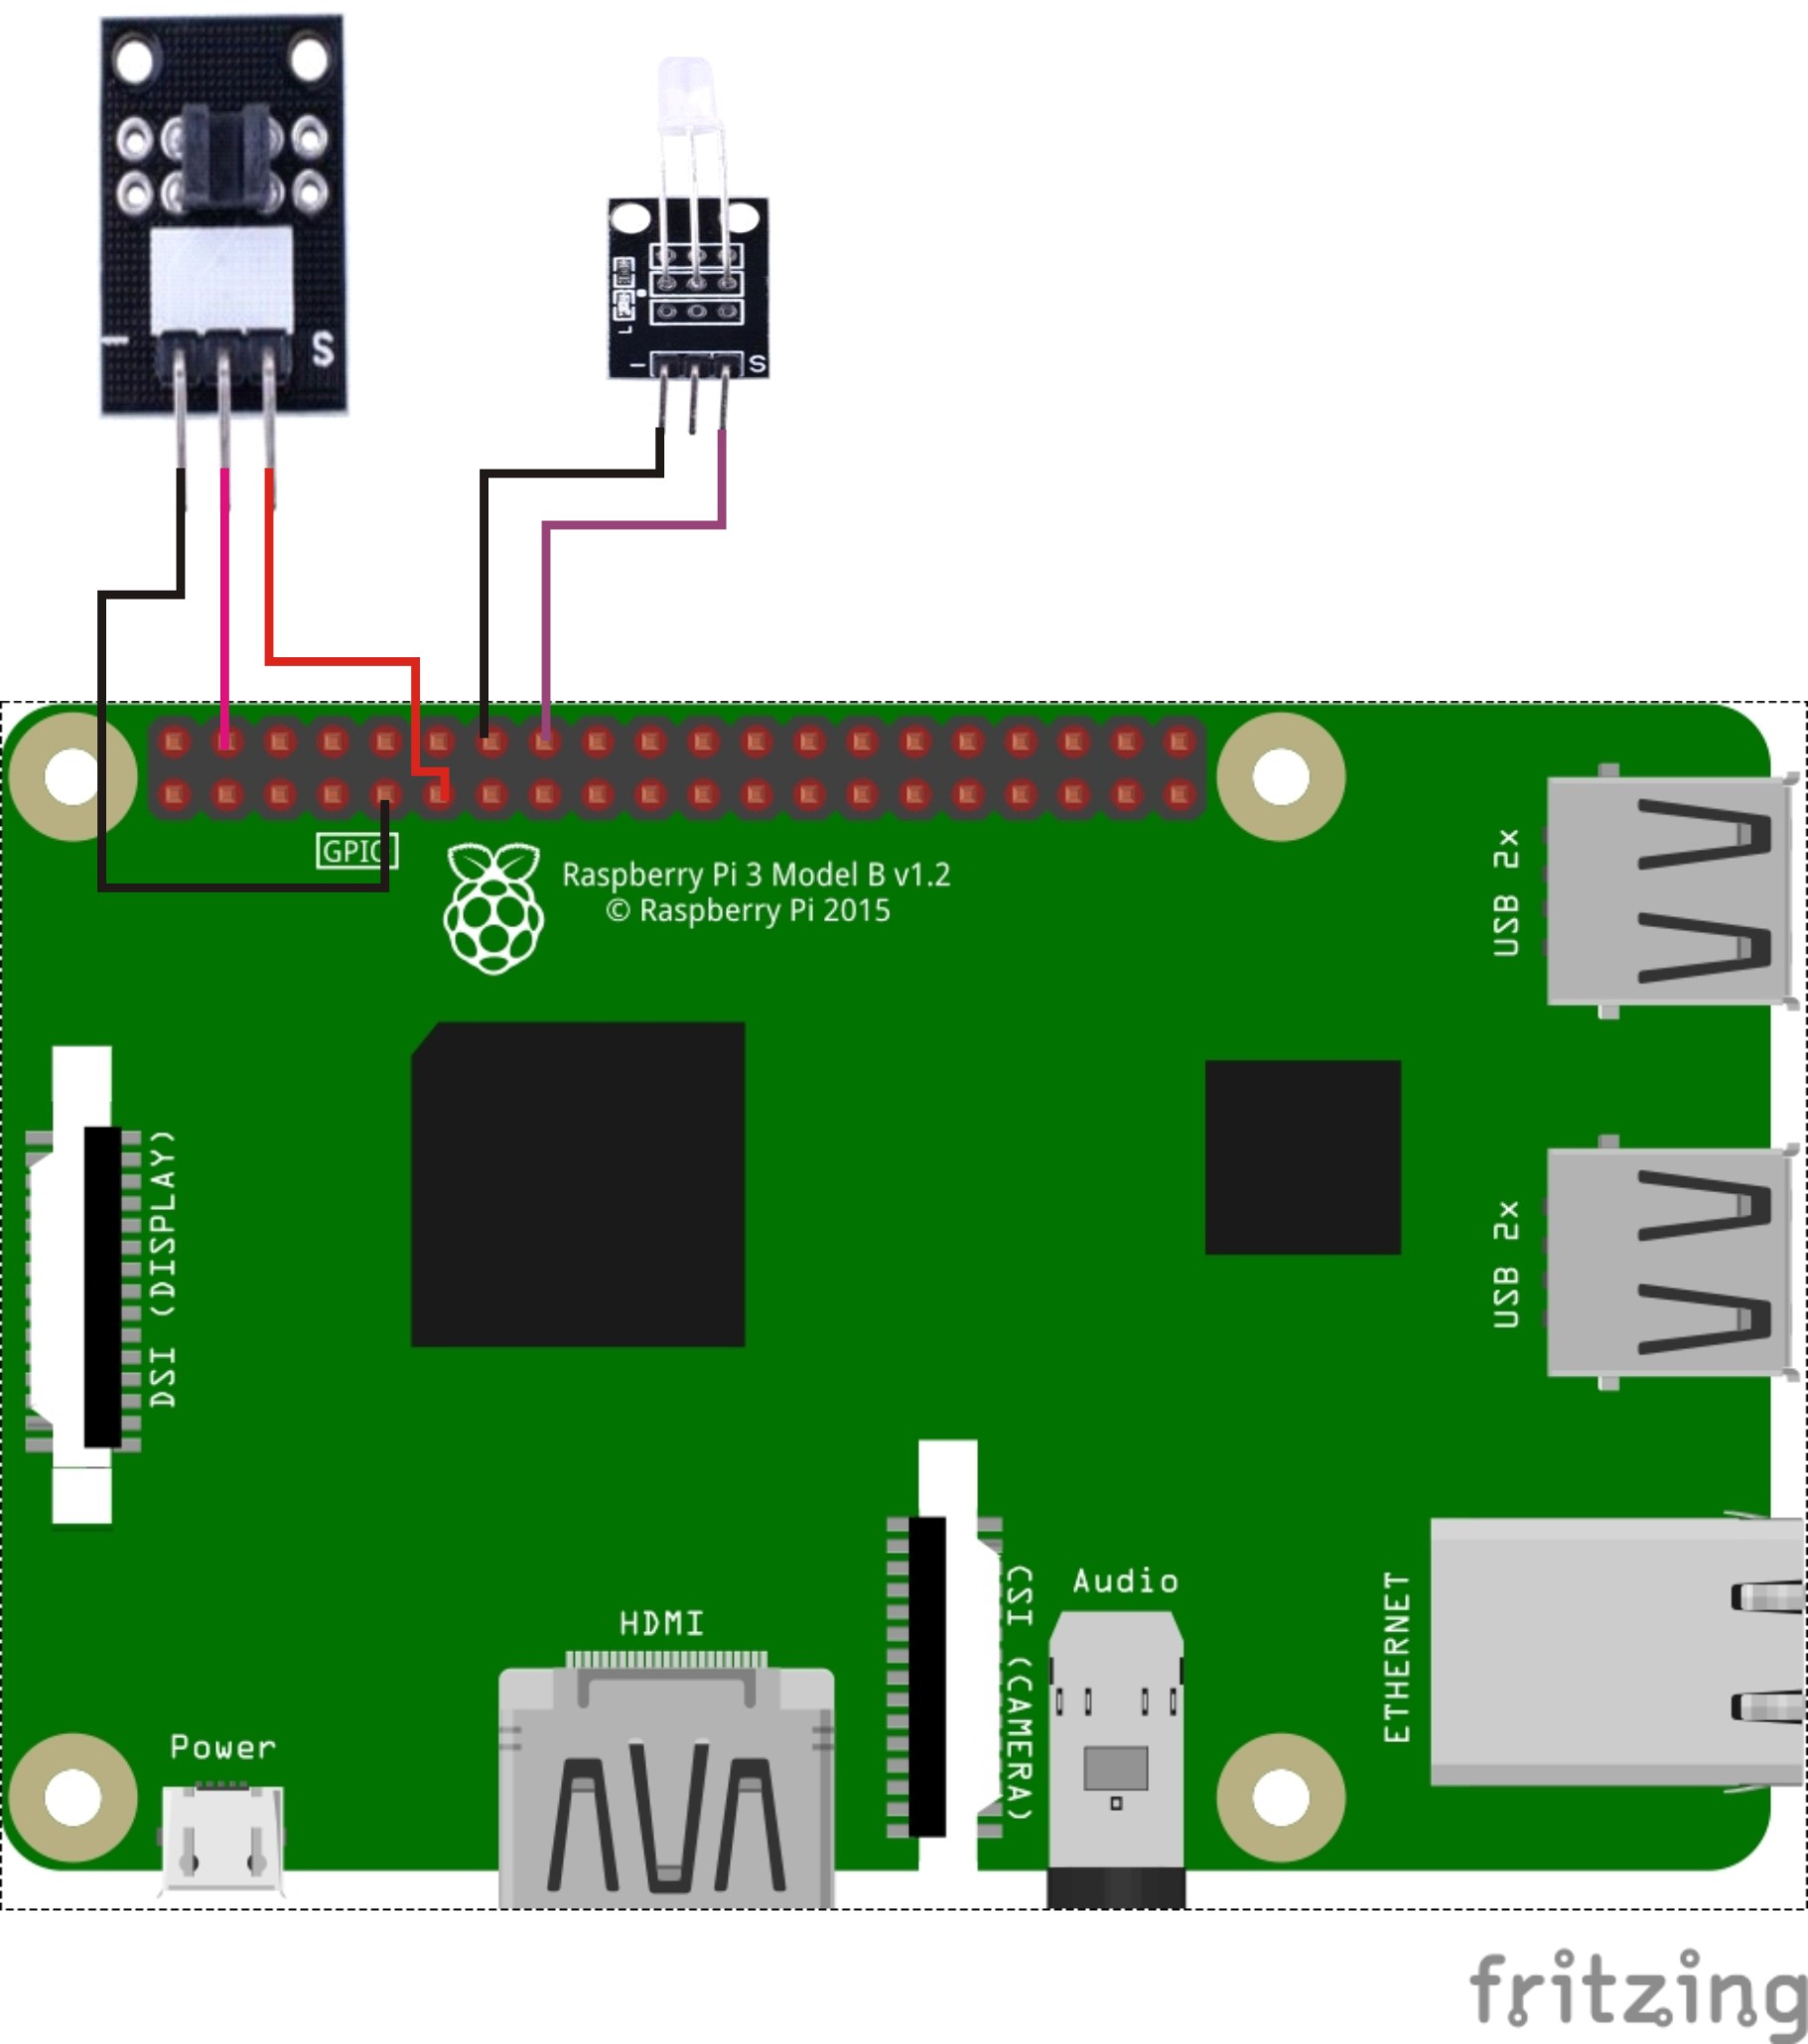 −
S
L
−
S
GPIO
Raspberry Pi 3 Model B v1.2
© Raspberry Pi 2015
USB 2x
USB 2x
DSI (DISPLAY)
CSI (CAMERA)
Audio
HDMI
ETHERNET
Power
fritzing